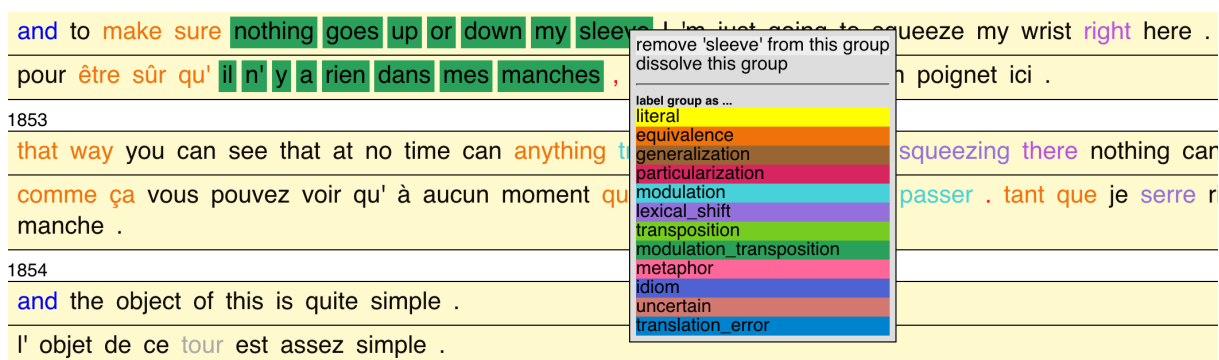 and to make sure nothing goes up or down my sleeve I 'm just going to squeeze my wrist right here .
pour être sûr qu' il n' y a rien dans mes manches , poignet ici .
1853
that way you can see that at no time can anything squeezing there nothing can
comme ça vous pouvez voir qu' à aucun moment passer . tant que je serre
manche .
1854
and the object of this is quite simple .
l' objet de ce tour est assez simple .
remove 'sleeve' from this group
dissolve this group
label group as ...
literal
equivalence
generalization
particularization
modulation
lexical_shift
transposition
modulation_transposition
metaphor
idiom
uncertain
translation_error